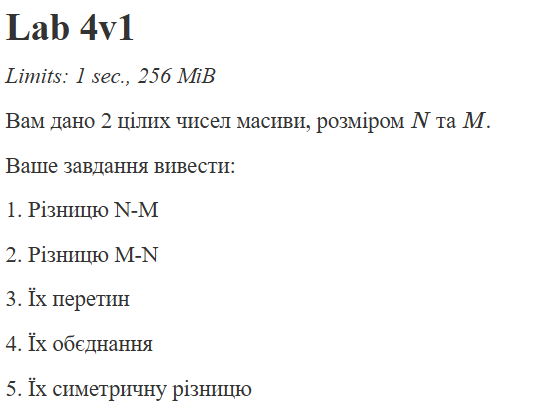 Lab 4v1
Limits: 1 sec., 256 MiB
Вам дано 2 цілих чисел масиви, розміром N та M.
Ваше завдання вивести:
1. Різницю N-M
2. Різницю M-N
3. Їх перетин
4. Їх обєднання
5. Їх симетричну різницю